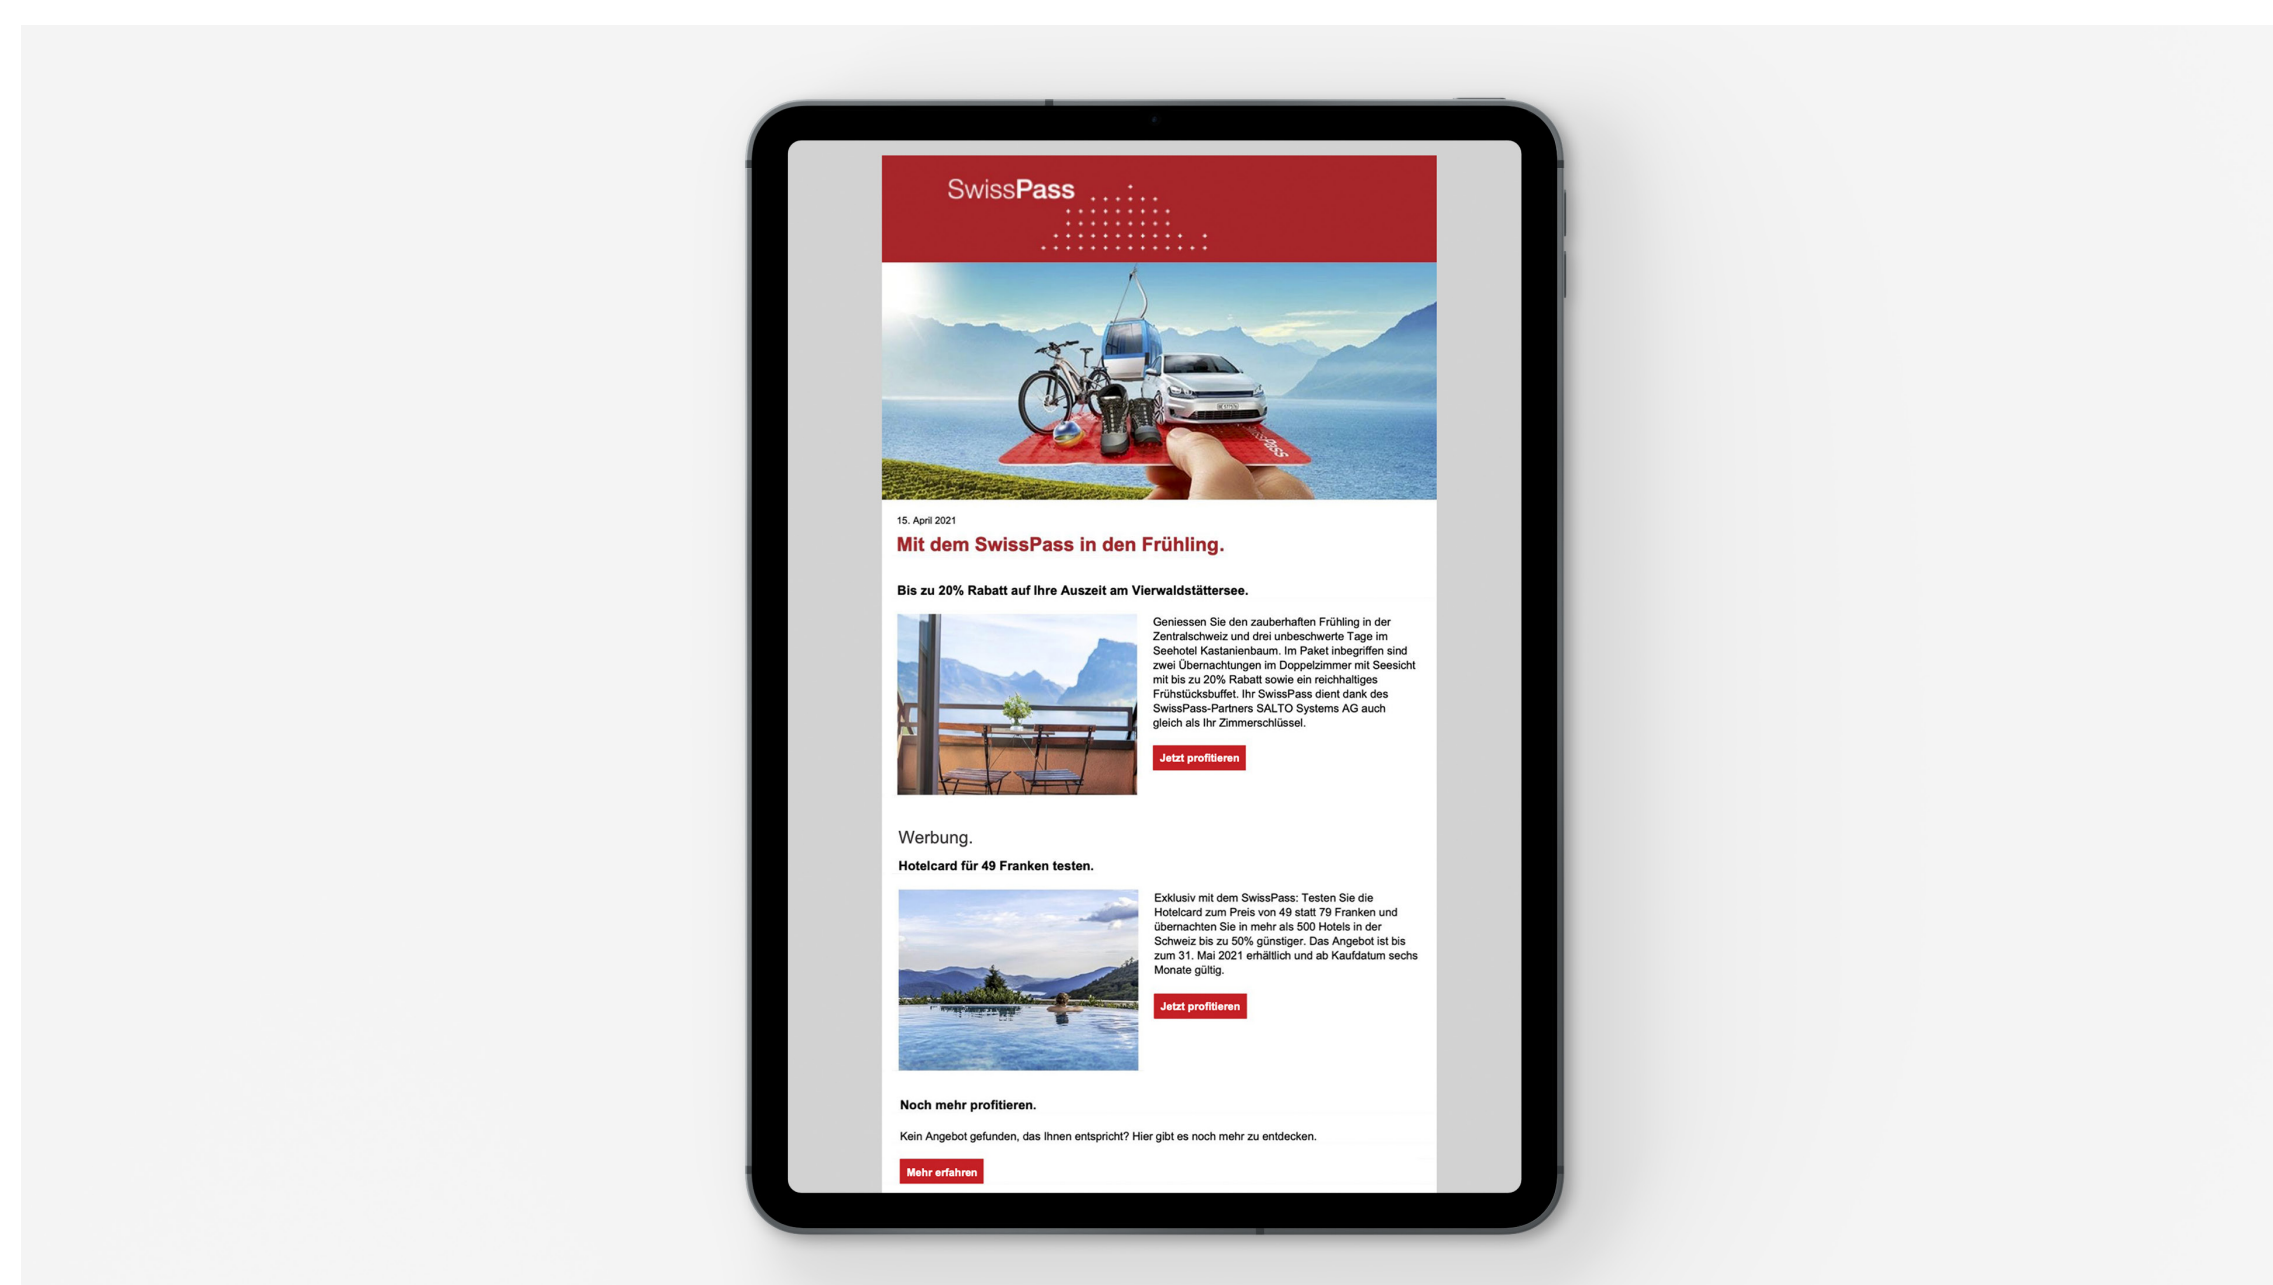 SwissPass
SwissPass
15. April 2021
Mit dem SwissPass in den Frühling.
Bis zu 20% Rabatt auf Ihre Auszeit am Vierwaldstättersee.
Geniessen Sie den zauberhaften Frühling in der
Zentralschweiz und drei unbeschwerte Tage im
Seehotel Kastanienbaum. Im Paket inbegriffen sind
zwei Übernachtungen im Doppelzimmer mit Seesicht
mit bis zu 20% Rabatt sowie ein reichhaltiges
Frühstücksbuffet. Ihr SwissPass dient dank des
SwissPass-Partners SALTO Systems AG auch
gleich als Ihr Zimmerschlüssel.
Jetzt profitieren
Werbung.
Hotelcard für 49 Franken testen.
Exklusiv mit dem SwissPass: Testen Sie die
Hotelcard zum Preis von 49 statt 79 Franken und
übernachten Sie in mehr als 500 Hotels in der
Schweiz bis zu 50% günstiger. Das Angebot ist bis
zum 31. Mai 2021 erhältlich und ab Kaufdatum sechs
Monate gültig.
Jetzt profitieren
Noch mehr profitieren.
Kein Angebot gefunden, das Ihnen entspricht? Hier gibt es noch mehr zu entdecken.
Mehr erfahren